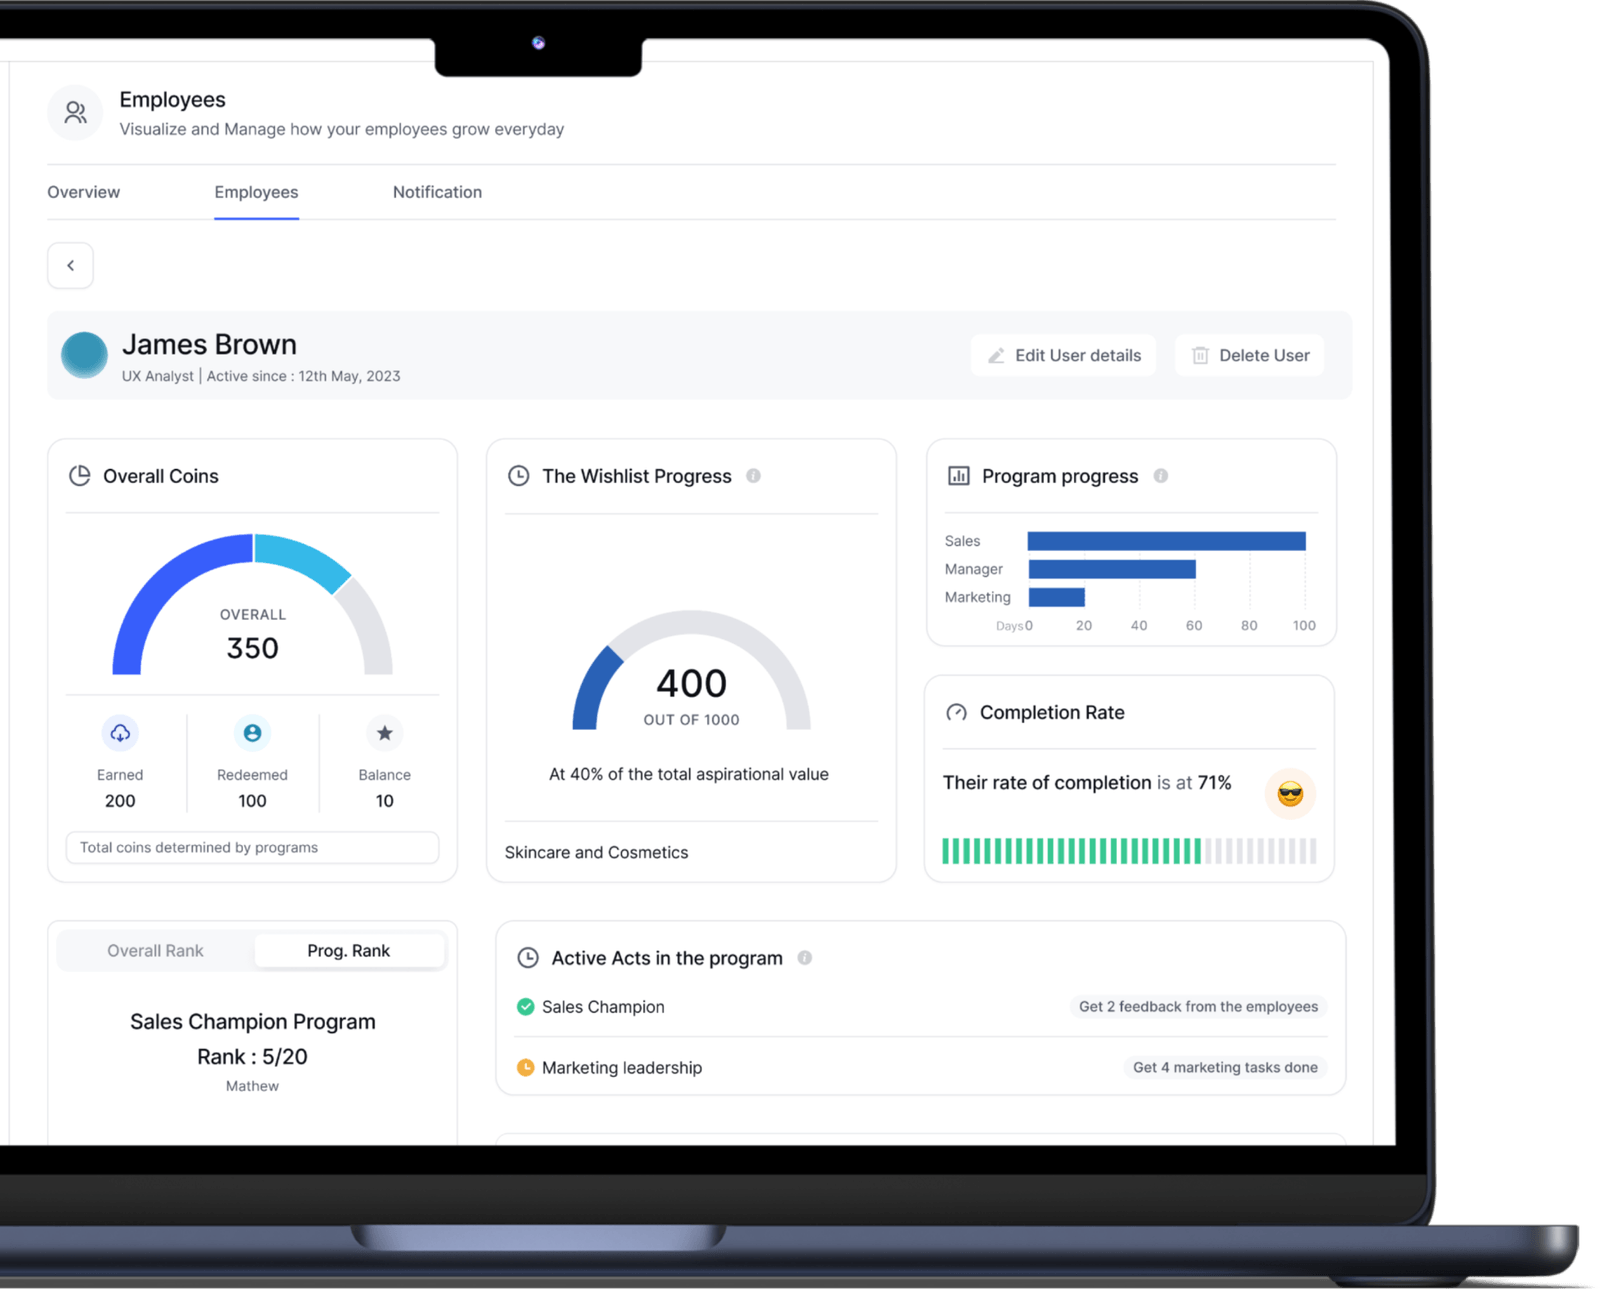 Employees
Visualize and Manage how your employees grow everyday
Overview
Employees
Notification
James Brown
UX Analyst | Active since : 12th May, 2023
Edit User details
Delete User
Overall Coins
OVERALL
350
Earned
200
Redeemed
100
Balance
10
Total coins determined by programs
The Wishlist Progress
400
OUT OF 1000
At 40% of the total aspirational value
Skincare and Cosmetics
Program progress
Sales
Manager
Marketing
Days 0 20 40 60 80 100
Completion Rate
Their rate of completion is at 71%
Overall Rank
Prog. Rank
Sales Champion Program
Rank : 5/20
Mathew
Active Acts in the program
Sales Champion
Get 2 feedback from the employees
Marketing leadership
Get 4 marketing tasks done